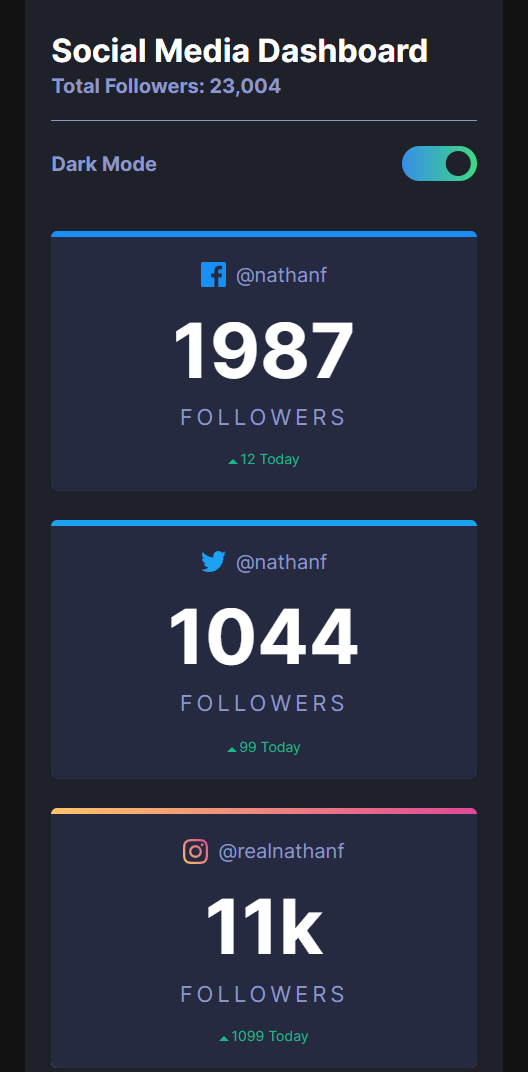 Social Media Dashboard
Total Followers: 23,004
Dark Mode
@nathanf
1987
FOLLOWERS
12 Today
@nathanf
1044
FOLLOWERS
99 Today
@realnathanf
11k
FOLLOWERS
1099 Today